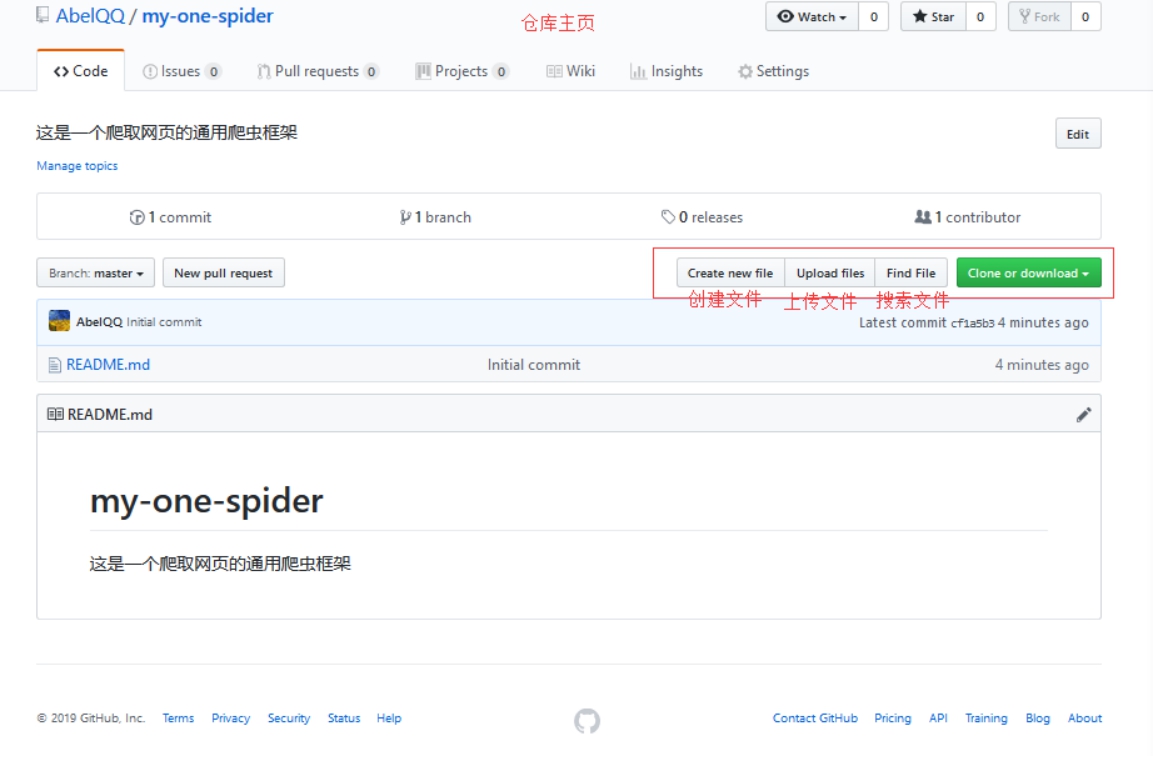 AbelQQ / my-one-spider
仓库主页
Watch 0 Star 0 Fork 0
Code Issues 0 Pull requests 0 Projects 0 Wiki Insights Settings
这是一个爬取网页的通用爬虫框架
Edit
Manage topics
1 commit 1 branch 0 releases 1 contributor
Branch: master New pull request Create new file Upload files Find File Clone or download
创建文件 上传文件 搜索文件
AbelQQ Initial commit Latest commit cf1a5b3 4 minutes ago
README.md Initial commit 4 minutes ago
README.md
my-one-spider
这是一个爬取网页的通用爬虫框架
© 2019 GitHub, Inc. Terms Privacy Security Status Help Contact GitHub Pricing API Training Blog About